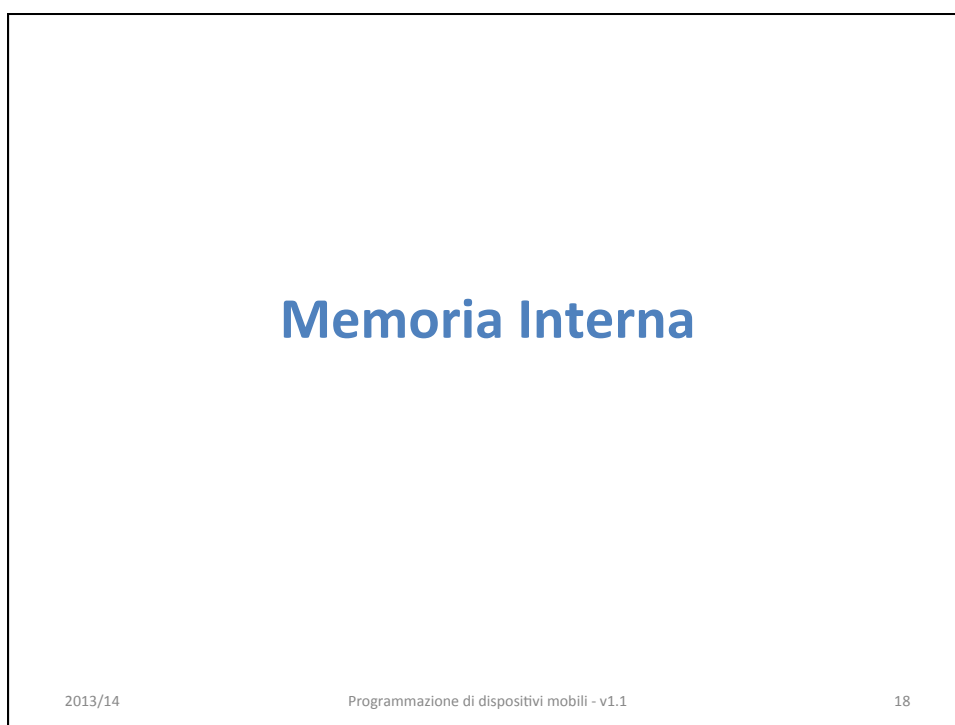 Memoria Interna
2013/14
Programmazione di dispositivi mobili - v1.1
18